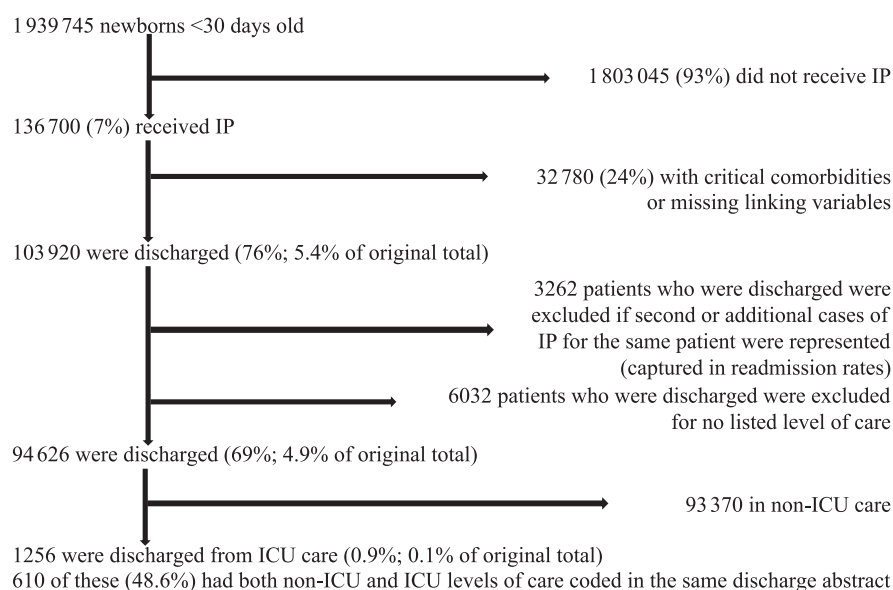 1 939 745 newborns <30 days old
1 803 045 (93%) did not receive IP
136 700 (7%) received IP
32 780 (24%) with critical comorbidities
or missing linking variables
103 920 were discharged (76%; 5.4% of original total)
3262 patients who were discharged were
excluded if second or additional cases of
IP for the same patient were represented
(captured in readmission rates)
6032 patients who were discharged were excluded
for no listed level of care
94 626 were discharged (69%; 4.9% of original total)
93 370 in non-ICU care
1256 were discharged from ICU care (0.9%; 0.1% of original total)
610 of these (48.6%) had both non-ICU and ICU levels of care coded in the same discharge abstract